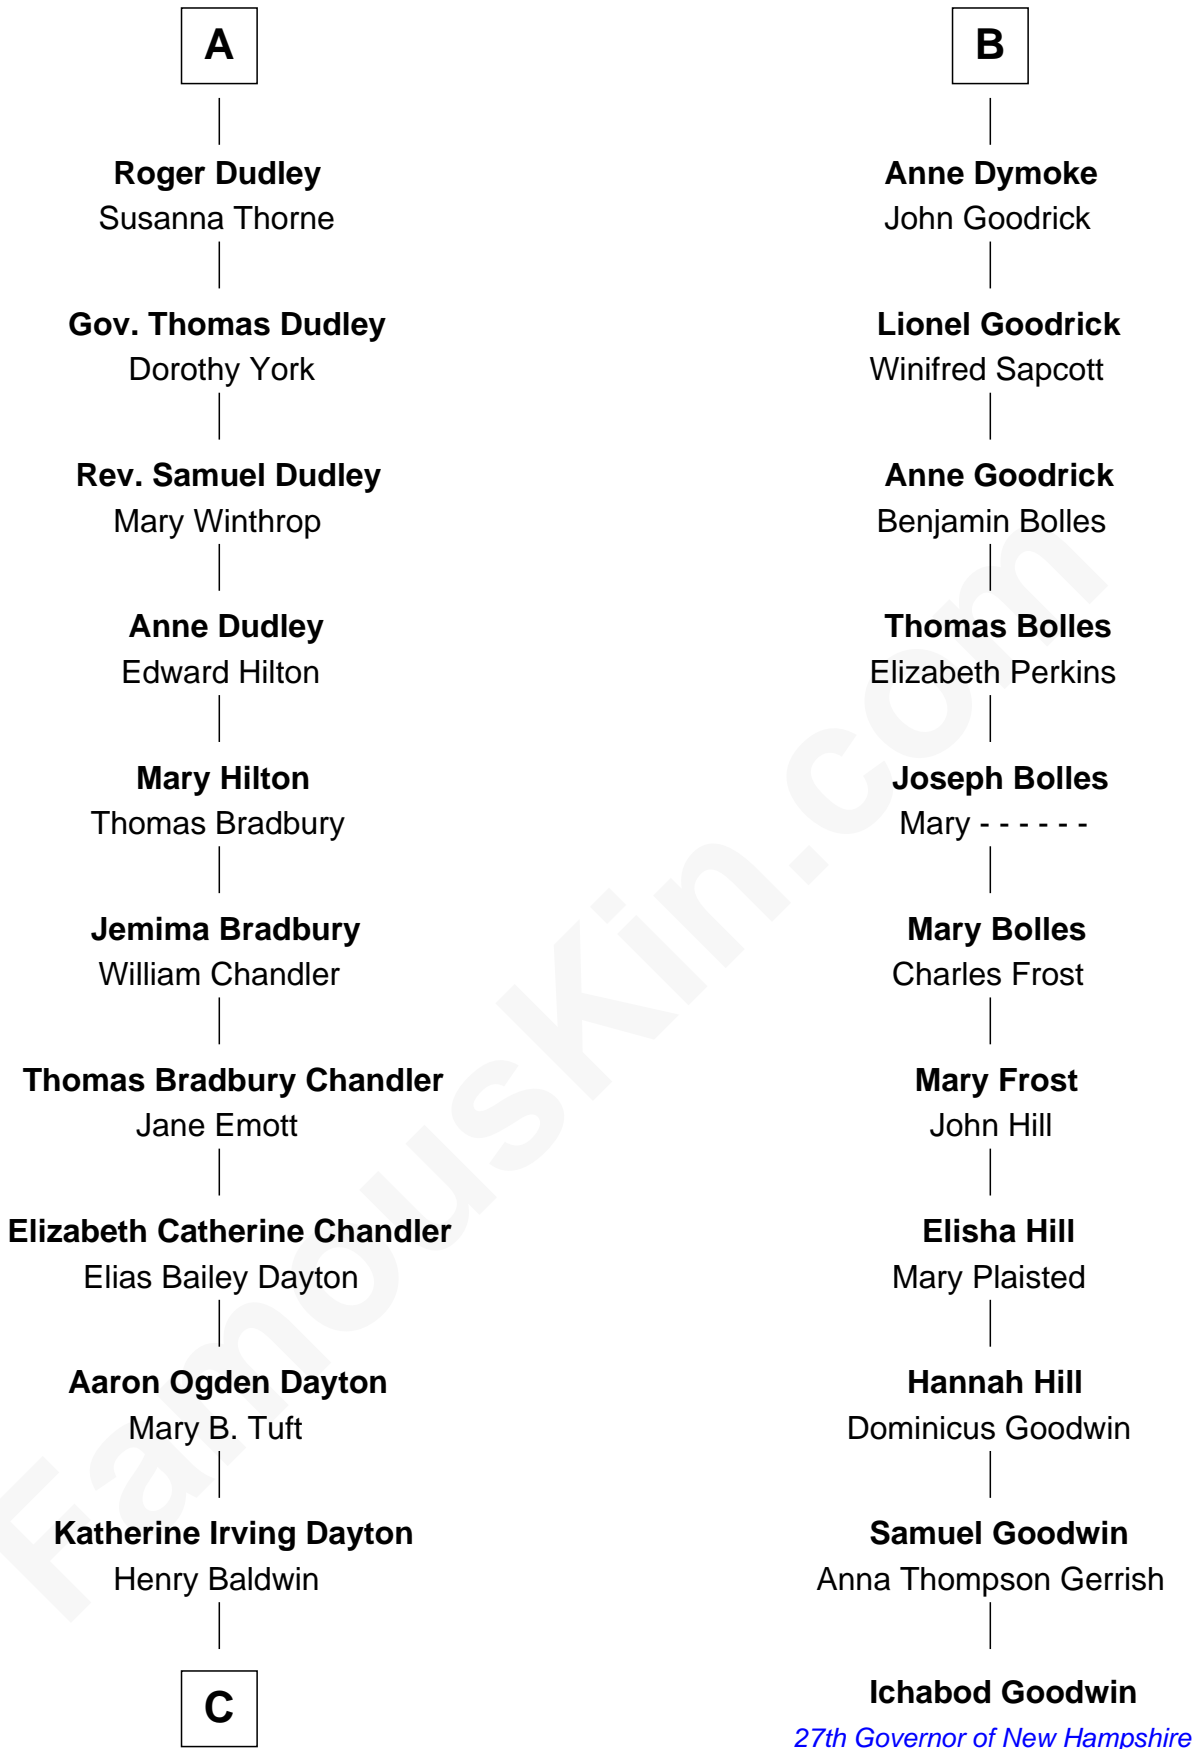 A
Roger Dudley
Susanna Thorne
Gov. Thomas Dudley
Dorothy York
Rev. Samuel Dudley
Mary Winthrop
Anne Dudley
Edward Hilton
Mary Hilton
Thomas Bradbury
Jemima Bradbury
William Chandler
Thomas Bradbury Chandler
Jane Emott
Elizabeth Catherine Chandler
Elias Bailey Dayton
Aaron Ogden Dayton
Mary B. Tuft
Katherine Irving Dayton
Henry Baldwin
C
B
Anne Dymoke
John Goodrick
Lionel Goodrick
Winifred Sapcott
Anne Goodrick
Benjamin Bolles
Thomas Bolles
Elizabeth Perkins
Joseph Bolles
Mary - - - - - -
Mary Bolles
Charles Frost
Mary Frost
John Hill
Elisha Hill
Mary Plaisted
Hannah Hill
Dominicus Goodwin
Samuel Goodwin
Anna Thompson Gerrish
Ichabod Goodwin
27th Governor of New Hampshire
FamousKin.com